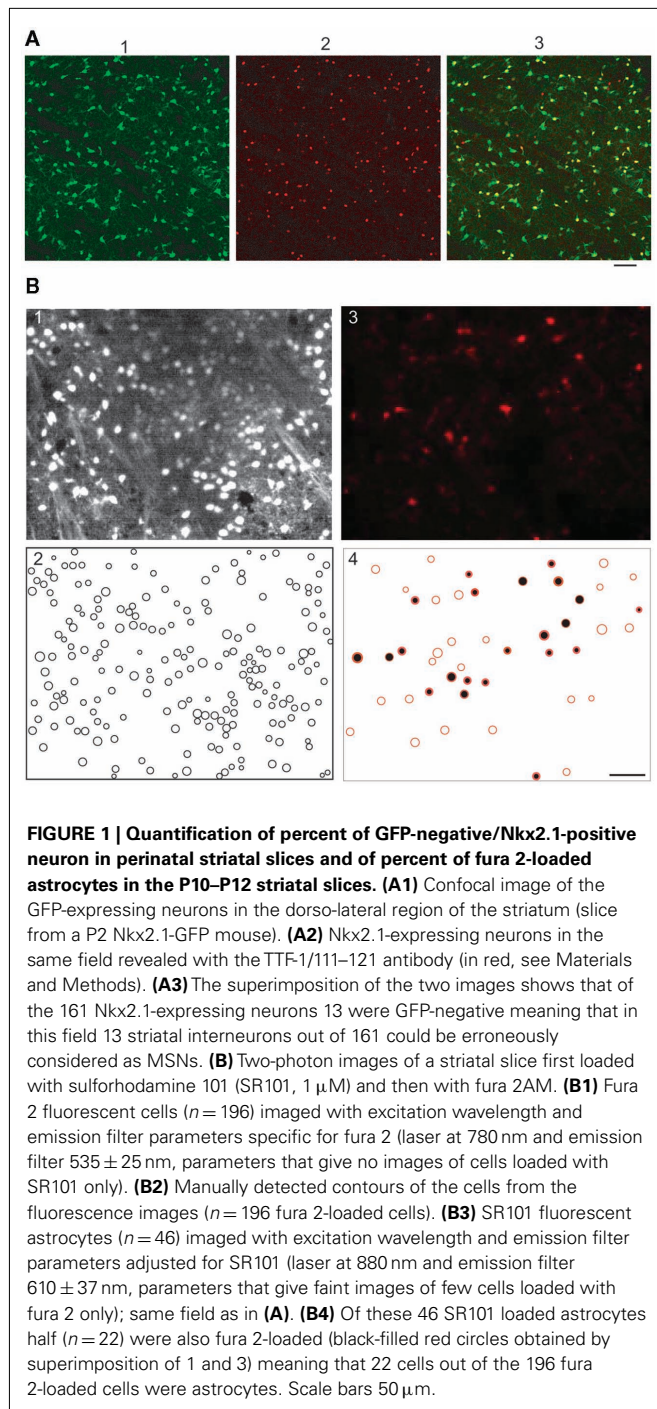 A
1
2
3
B
1
3
2
4
FIGURE 1 | Quantification of percent of GFP-negative/Nkx2.1-positive
neuron in perinatal striatal slices and of percent of fura 2-loaded
astrocytes in the P10–P12 striatal slices. (A1) Confocal image of the
GFP-expressing neurons in the dorso-lateral region of the striatum (slice
from a P2 Nkx2.1-GFP mouse). (A2) Nkx2.1-expressing neurons in the
same field revealed with the TTF-1/111–121 antibody (in red, see Materials
and Methods). (A3) The superimposition of the two images shows that of
the 161 Nkx2.1-expressing neurons 13 were GFP-negative meaning that in
this field 13 striatal interneurons out of 161 could be erroneously
considered as MSNs. (B) Two-photon images of a striatal slice first loaded
with sulforhodamine 101 (SR101, 1 μM) and then with fura 2AM. (B1) Fura
2 fluorescent cells (n = 196) imaged with excitation wavelength and
emission filter parameters specific for fura 2 (laser at 780 nm and emission
filter 535 ± 25 nm, parameters that give no images of cells loaded with
SR101 only). (B2) Manually detected contours of the cells from the
fluorescence images (n = 196 fura 2-loaded cells). (B3) SR101 fluorescent
astrocytes (n = 46) imaged with excitation wavelength and emission filter
parameters adjusted for SR101 (laser at 880 nm and emission filter
610 ± 37 nm, parameters that give faint images of few cells loaded with
fura 2 only); same field as in (A). (B4) Of these 46 SR101 loaded astrocytes
half (n = 22) were also fura 2-loaded (black-filled red circles obtained by
superimposition of 1 and 3) meaning that 22 cells out of the 196 fura
2-loaded cells were astrocytes. Scale bars 50 μm.